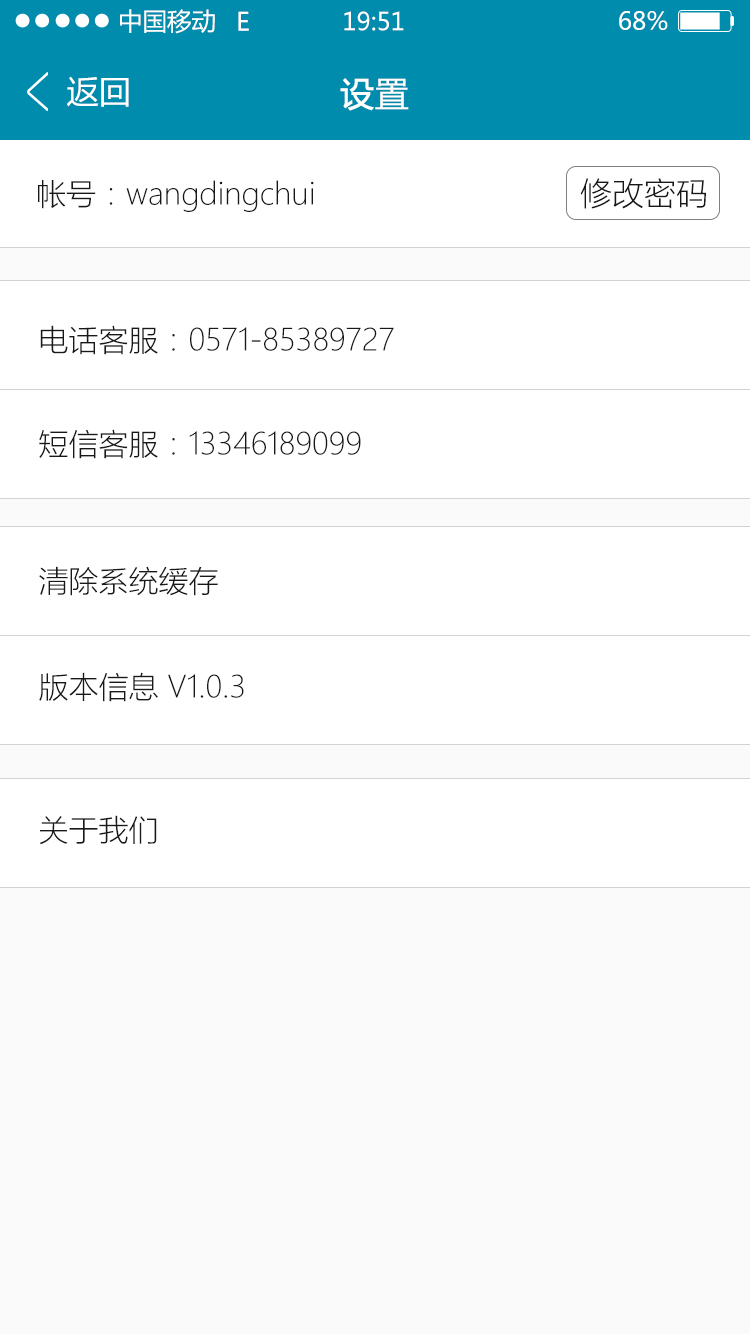 中国移动 E 19:51 68%
返回 设置
帐号：wangdingchui 修改密码
电话客服：0571-85389727
短信客服：13346189099
清除系统缓存
版本信息 V1.0.3
关于我们